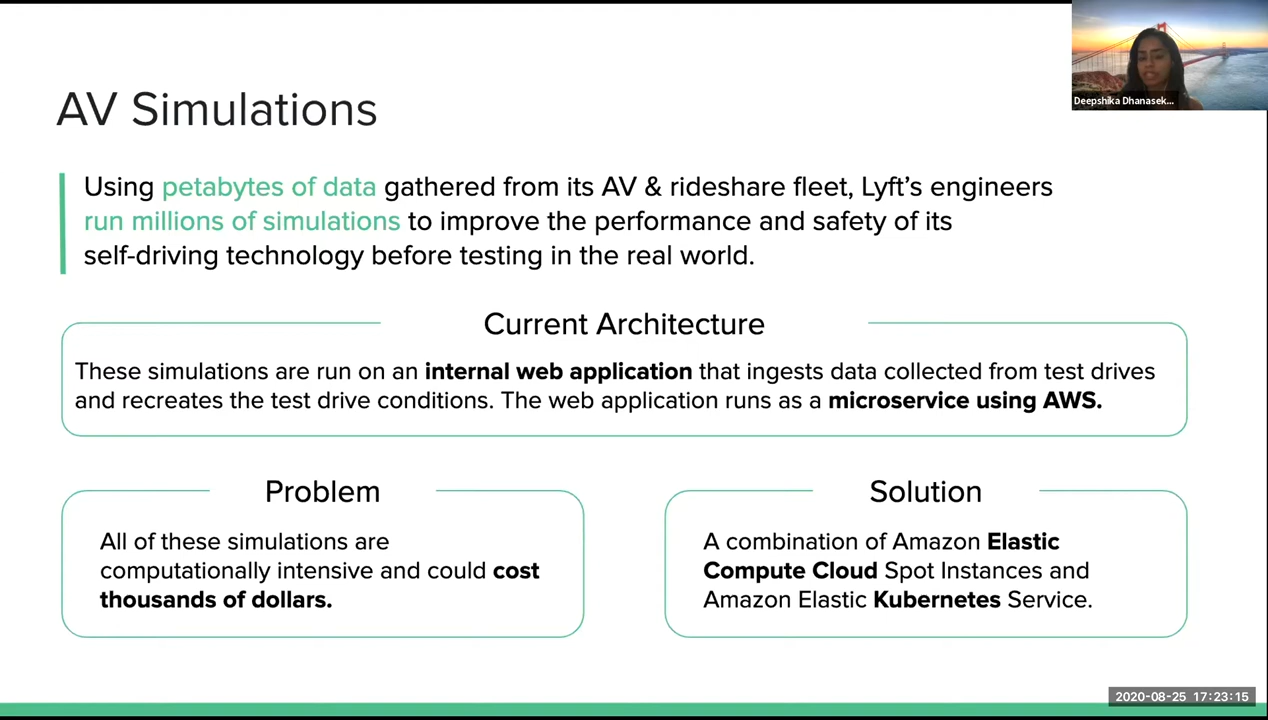 Deepshika Dhanasek...
AV Simulations
Using petabytes of data gathered from its AV & rideshare fleet, Lyft’s engineers
run millions of simulations to improve the performance and safety of its
self-driving technology before testing in the real world.
Current Architecture
These simulations are run on an internal web application that ingests data collected from test drives
and recreates the test drive conditions. The web application runs as a microservice using AWS.
Problem
All of these simulations are
computationally intensive and could cost
thousands of dollars.
Solution
A combination of Amazon Elastic
Compute Cloud Spot Instances and
Amazon Elastic Kubernetes Service.
2020-08-25 17:23:15